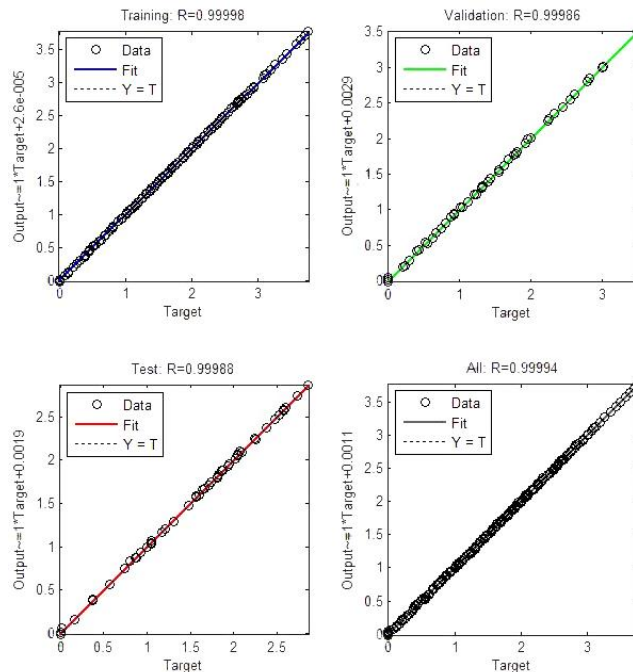 Training: R=0.99998
Output~=1*Target+2.6e-005
3.5
3
2.5
2
1.5
1
0.5
0
Data
Fit
Y = T
0 1 2 3
Target
Validation: R=0.99986
Output~=1*Target+0.0029
3.5
3
2.5
2
1.5
1
0.5
0
Data
Fit
Y = T
0 1 2 3
Target
Test: R=0.99988
Output~=1*Target+0.0019
2.5
2
1.5
1
0.5
0
Data
Fit
Y = T
0 0.5 1 1.5 2 2.5
Target
All: R=0.99994
Output~=1*Target+0.0011
3.5
3
2.5
2
1.5
1
0.5
0
Data
Fit
Y = T
0 1 2 3
Target